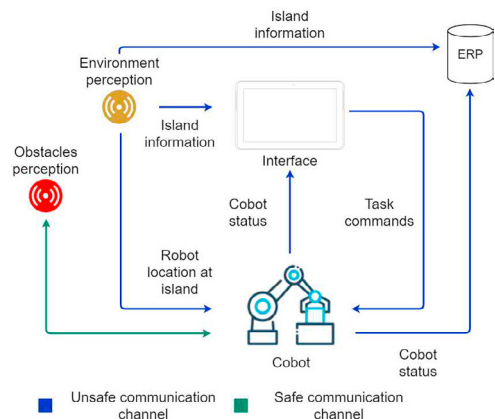 Island
information
ERP
Environment
perception
Island
information
Interface
Obstacles
perception
Cobot
status
Task
commands
Robot
location at
island
Cobot
Cobot
status
Unsafe communication
channel
Safe communication
channel